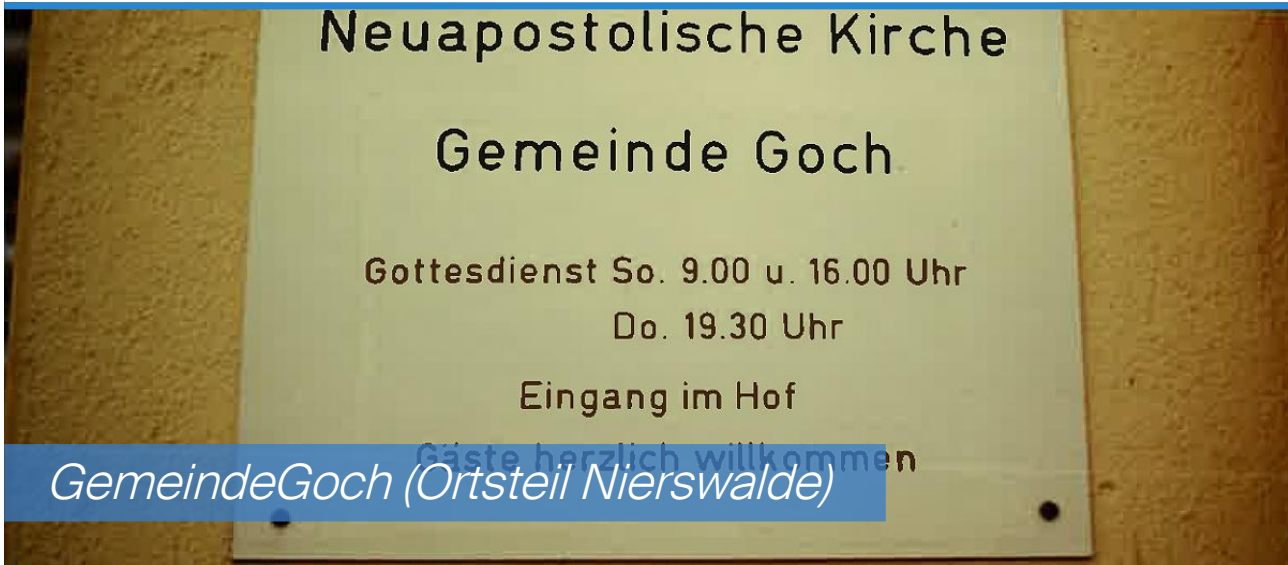 Neuapostolische Kirche
Gemeinde Goch
Gottesdienst So. 9.00 u. 16.00 Uhr
Do. 19.30 Uhr
Eingang im Hof
Gäste herzlich willkommen
GemeindeGoch (Ortsteil Nierswalde)